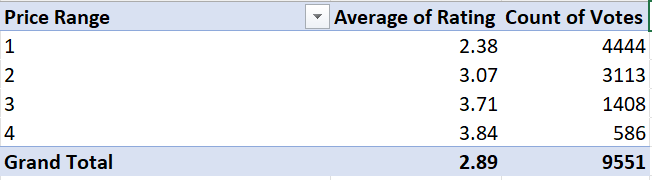 Price Range Average of Rating Count of Votes
1 2.38 4444
2 3.07 3113
3 3.71 1408
4 3.84 586
Grand Total 2.89 9551